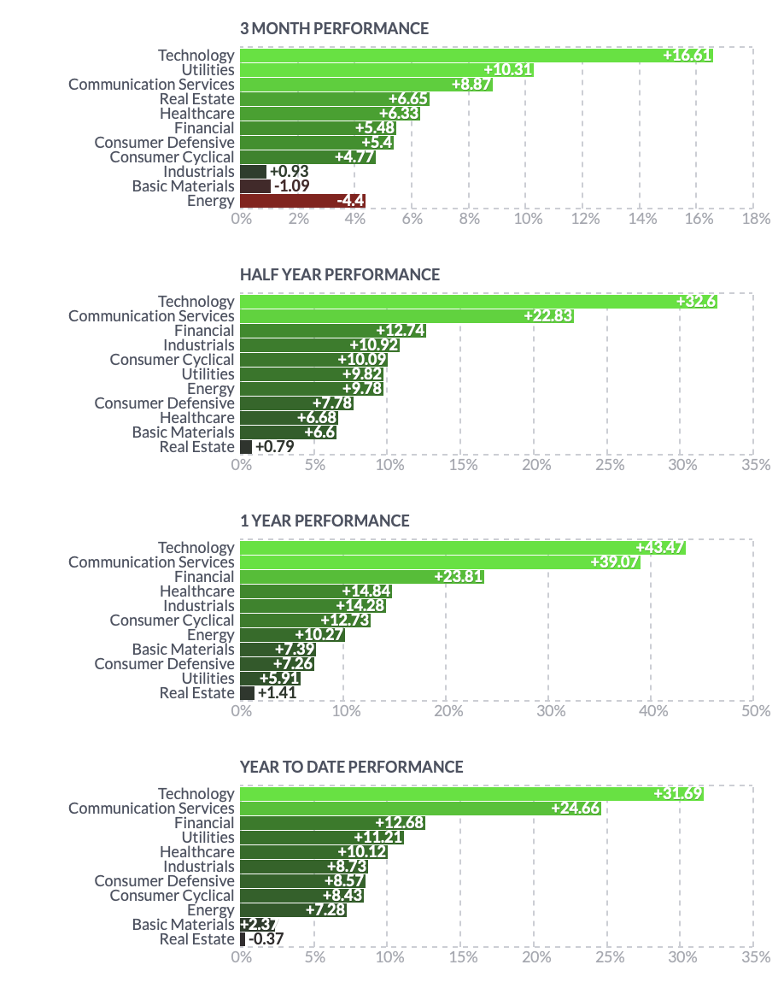 3 MONTH PERFORMANCE
Technology +16.61
Utilities +10.31
Communication Services +8.87
Real Estate +6.65
Healthcare +6.33
Financial +5.48
Consumer Defensive +5.4
Consumer Cyclical +4.77
Industrials +0.93
Basic Materials -1.09
Energy -4.4
0% 2% 4% 6% 8% 10% 12% 14% 16% 18%
HALF YEAR PERFORMANCE
Technology +32.6
Communication Services +22.83
Financial +12.74
Industrials +10.92
Consumer Cyclical +10.09
Utilities +9.82
Energy +9.78
Consumer Defensive +7.78
Healthcare +6.68
Basic Materials +6.6
Real Estate +0.79
0% 5% 10% 15% 20% 25% 30% 35%
1 YEAR PERFORMANCE
Technology +43.47
Communication Services +39.07
Financial +23.81
Healthcare +14.84
Industrials +14.28
Consumer Cyclical +12.73
Energy +10.27
Basic Materials +7.39
Consumer Defensive +7.26
Utilities +5.91
Real Estate +1.41
0% 10% 20% 30% 40% 50%
YEAR TO DATE PERFORMANCE
Technology +31.69
Communication Services +24.66
Financial +12.68
Utilities +11.21
Healthcare +10.12
Industrials +8.73
Consumer Defensive +8.57
Consumer Cyclical +8.43
Energy +7.28
Basic Materials +2.37
Real Estate -0.37
0% 5% 10% 15% 20% 25% 30% 35%